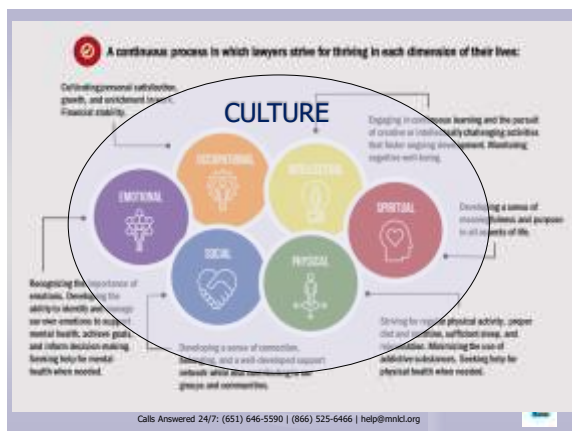 A continuous process in which lawyers strive for thriving in each dimension of their lives:
Cultivating personal satisfaction,
growth, and enrichment in work.
Financial stability.
CULTURE
Engaging in continuous learning and the pursuit
of creative or intellectually challenging activities
that foster ongoing development. Monitoring
cognitive well-being.
OCCUPATIONAL
INTELLECTUAL
EMOTIONAL
SPIRITUAL
Developing a sense of
meaningfulness and purpose
in all aspects of life.
SOCIAL
PHYSICAL
Recognizing the importance of
emotions. Developing the
ability to identify and manage
our own emotions to support
mental health, achieve goals,
and inform decision-making.
Seeking help for mental
health when needed.
Developing a sense of connection,
and a well-developed support
network while also
groups and communities.
Striving for regular physical activity, proper
diet and nutrition, sufficient sleep, and
Minimizing the use of
addictive substances. Seeking help for
physical health when needed.
Calls Answered 24/7: (651) 646-5590 | (866) 525-6466 | help@mnlcl.org